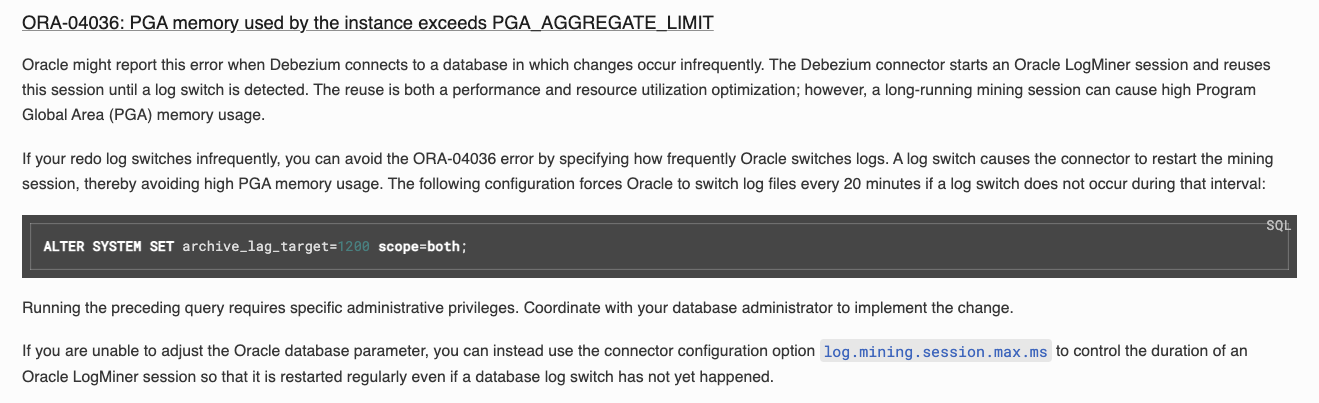 ORA-04036: PGA memory used by the instance exceeds PGA_AGGREGATE_LIMIT
Oracle might report this error when Debezium connects to a database in which changes occur infrequently. The Debezium connector starts an Oracle LogMiner session and reuses
this session until a log switch is detected. The reuse is both a performance and resource utilization optimization; however, a long-running mining session can cause high Program
Global Area (PGA) memory usage.
If your redo log switches infrequently, you can avoid the ORA-04036 error by specifying how frequently Oracle switches logs. A log switch causes the connector to restart the mining
session, thereby avoiding high PGA memory usage. The following configuration forces Oracle to switch log files every 20 minutes if a log switch does not occur during that interval:
SQL
ALTER SYSTEM SET archive_lag_target=1200 scope=both;
Running the preceding query requires specific administrative privileges. Coordinate with your database administrator to implement the change.
If you are unable to adjust the Oracle database parameter, you can instead use the connector configuration option log.mining.session.max.ms to control the duration of an
Oracle LogMiner session so that it is restarted regularly even if a database log switch has not yet happened.